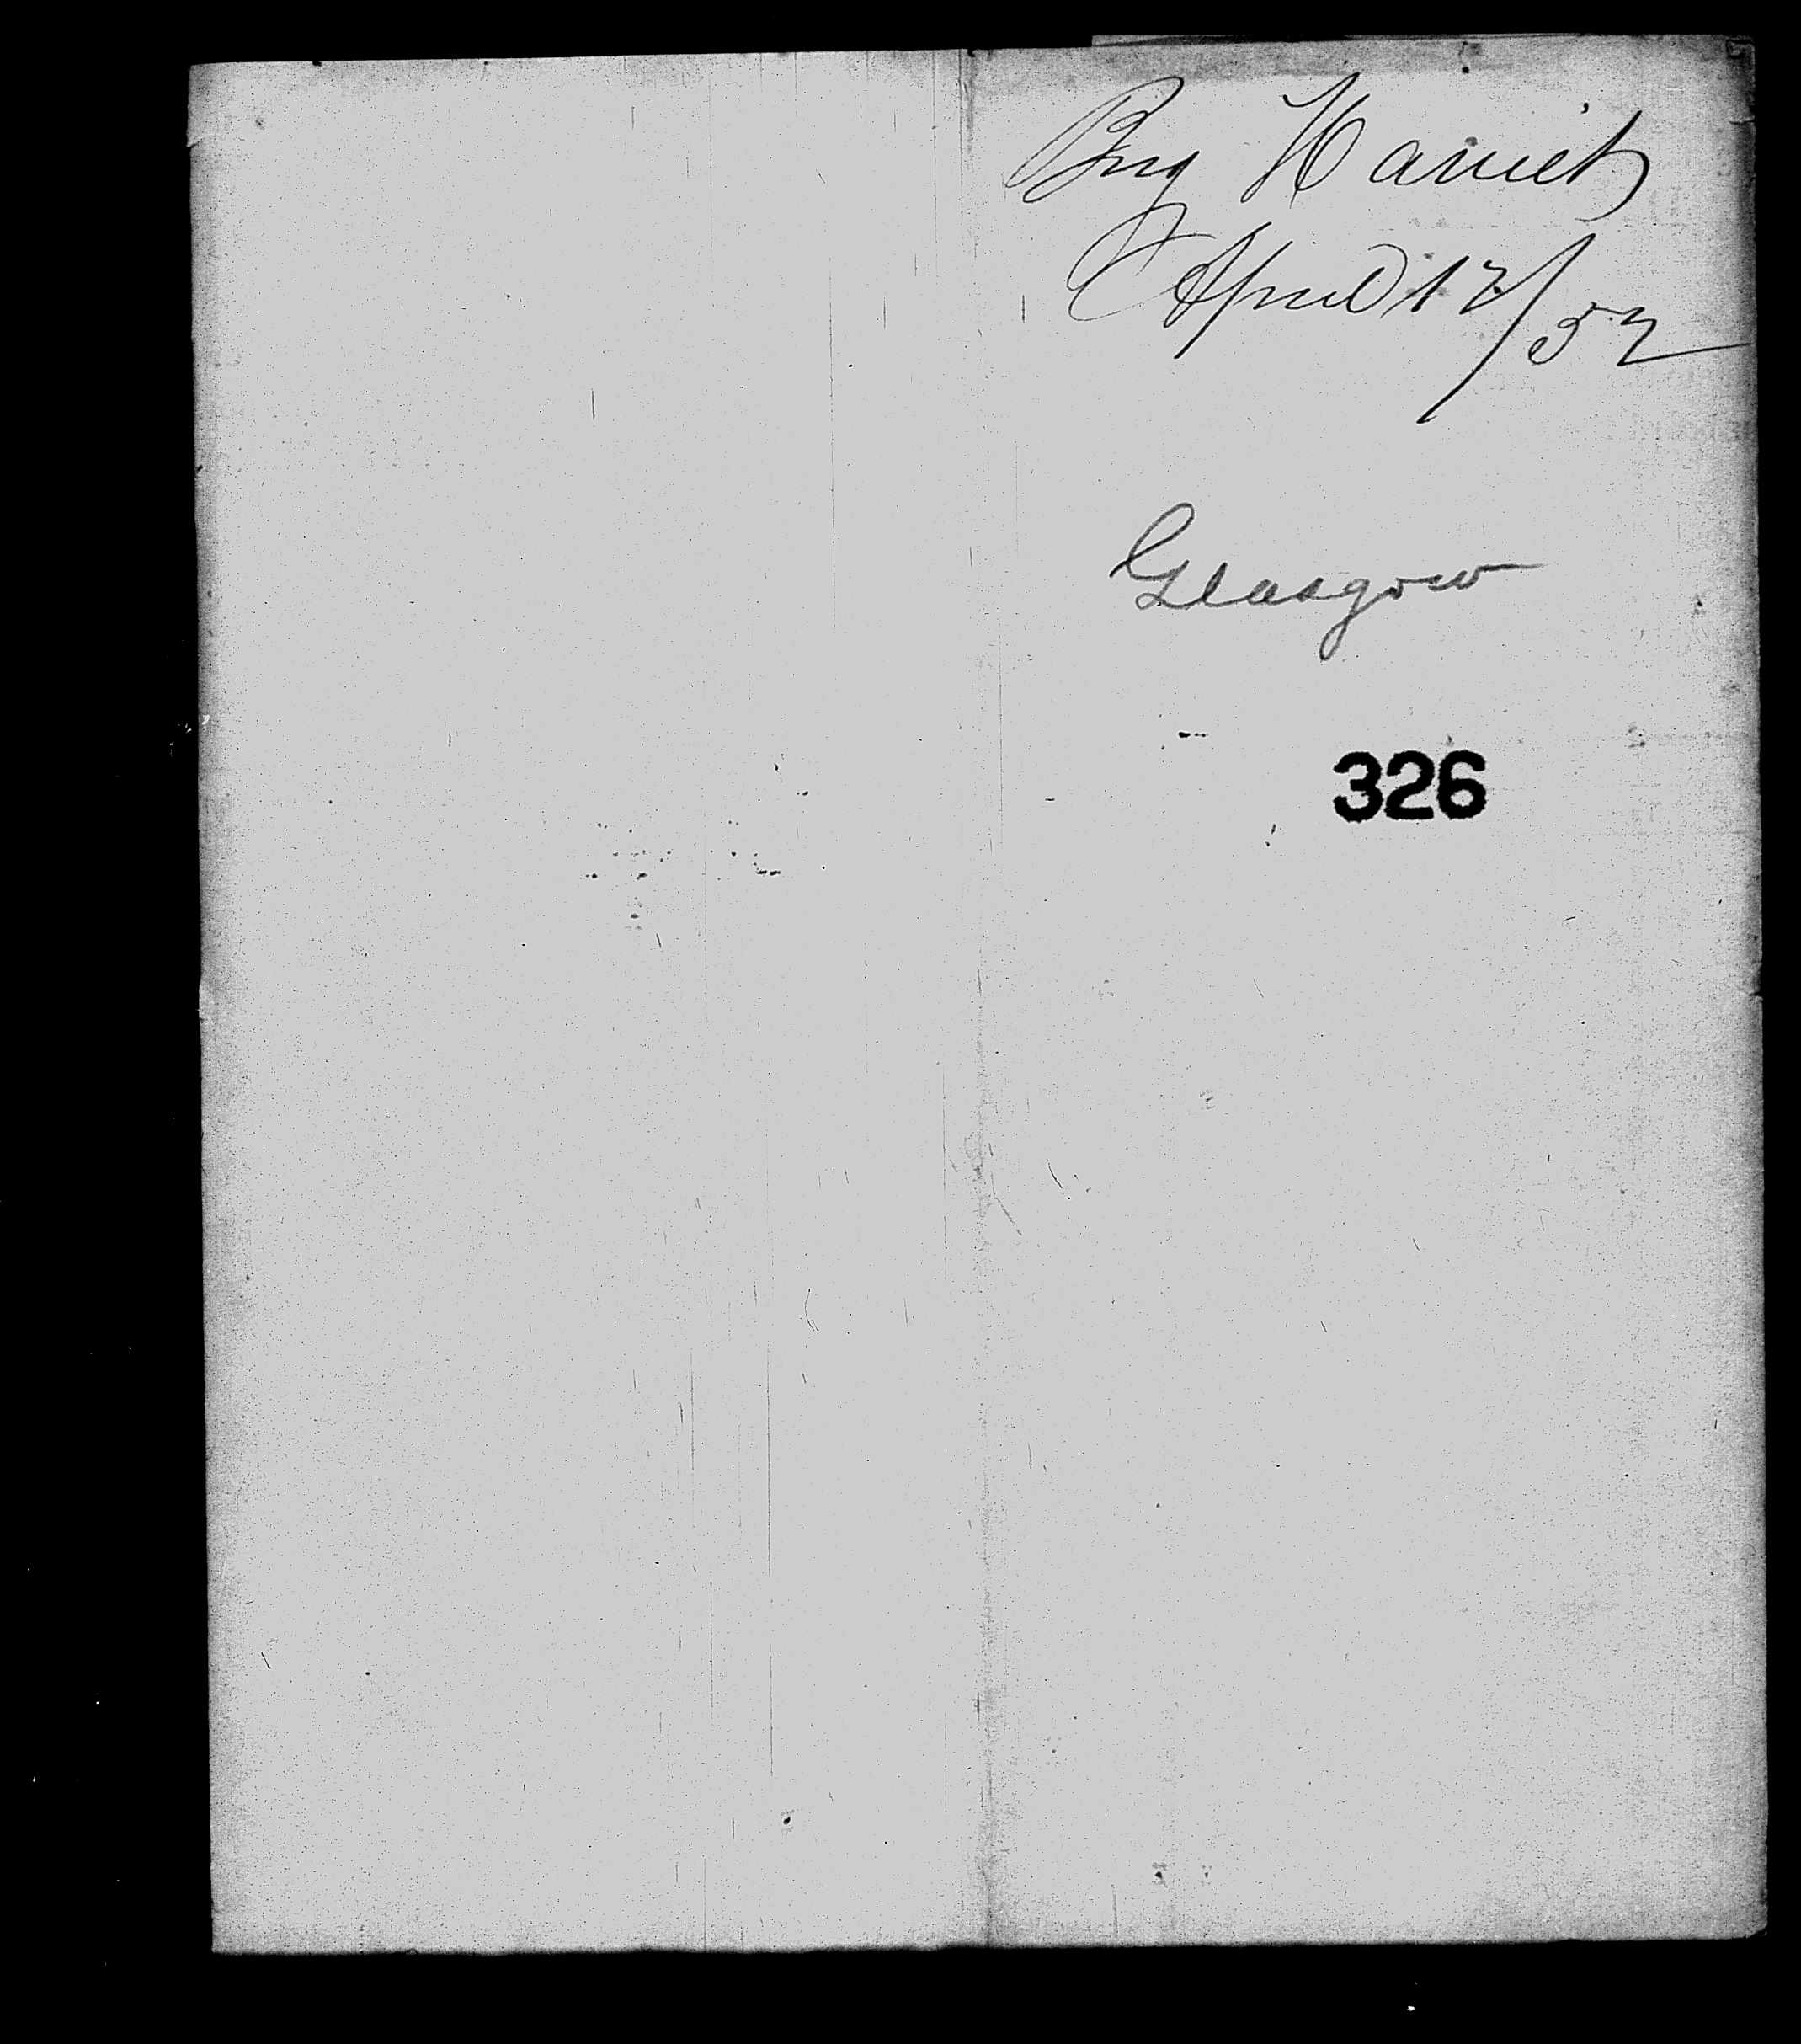 Brig Harriet
April 17/52
Glasgow
326